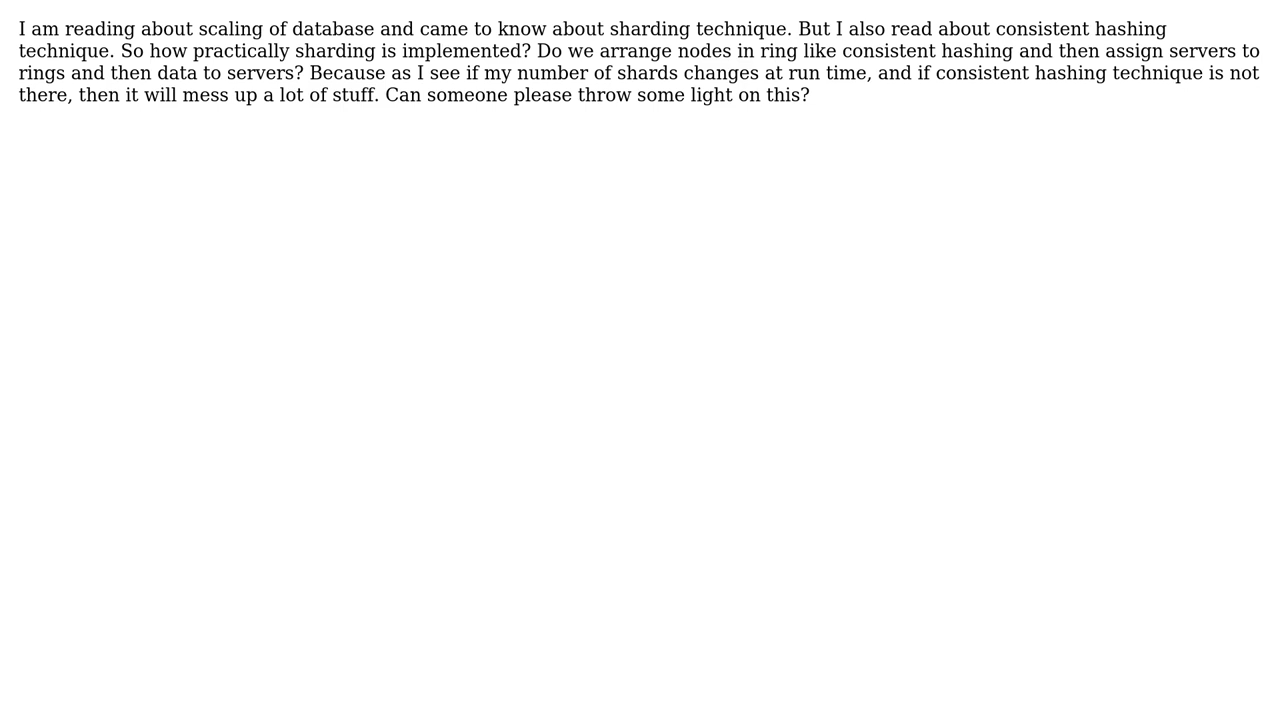 I am reading about scaling of database and came to know about sharding technique. But I also read about consistent hashing
technique. So how practically sharding is implemented? Do we arrange nodes in ring like consistent hashing and then assign servers to
rings and then data to servers? Because as I see if my number of shards changes at run time, and if consistent hashing technique is not
there, then it will mess up a lot of stuff. Can someone please throw some light on this?